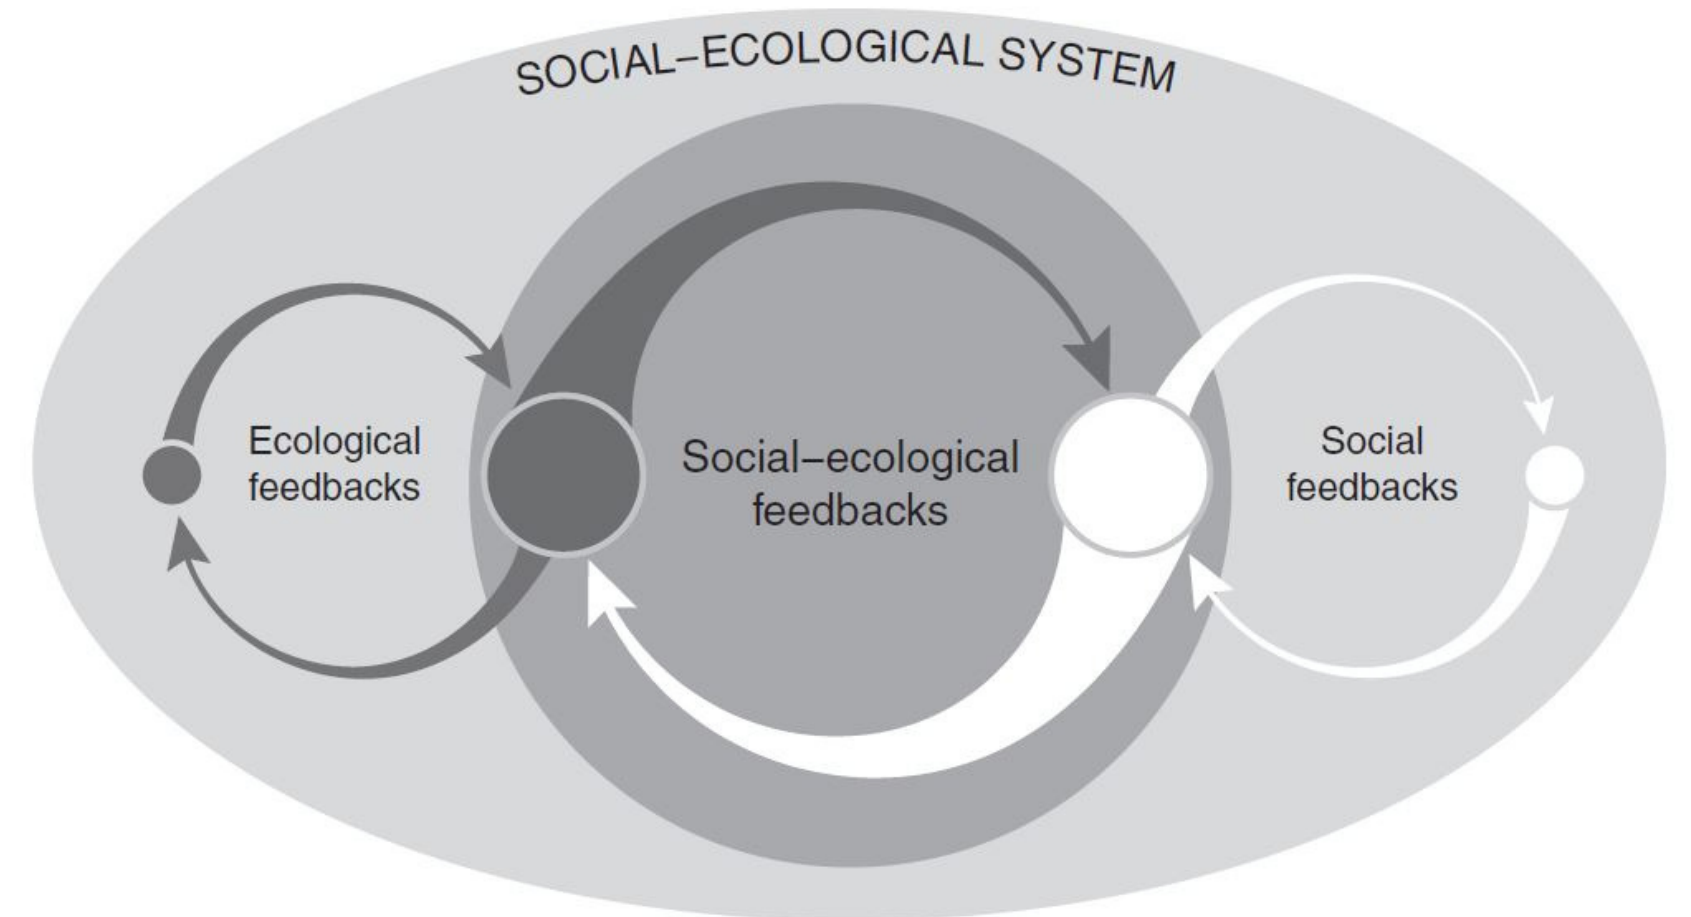 SOCIAL–ECOLOGICAL SYSTEM
Ecological
feedbacks
Social–ecological
feedbacks
Social
feedbacks